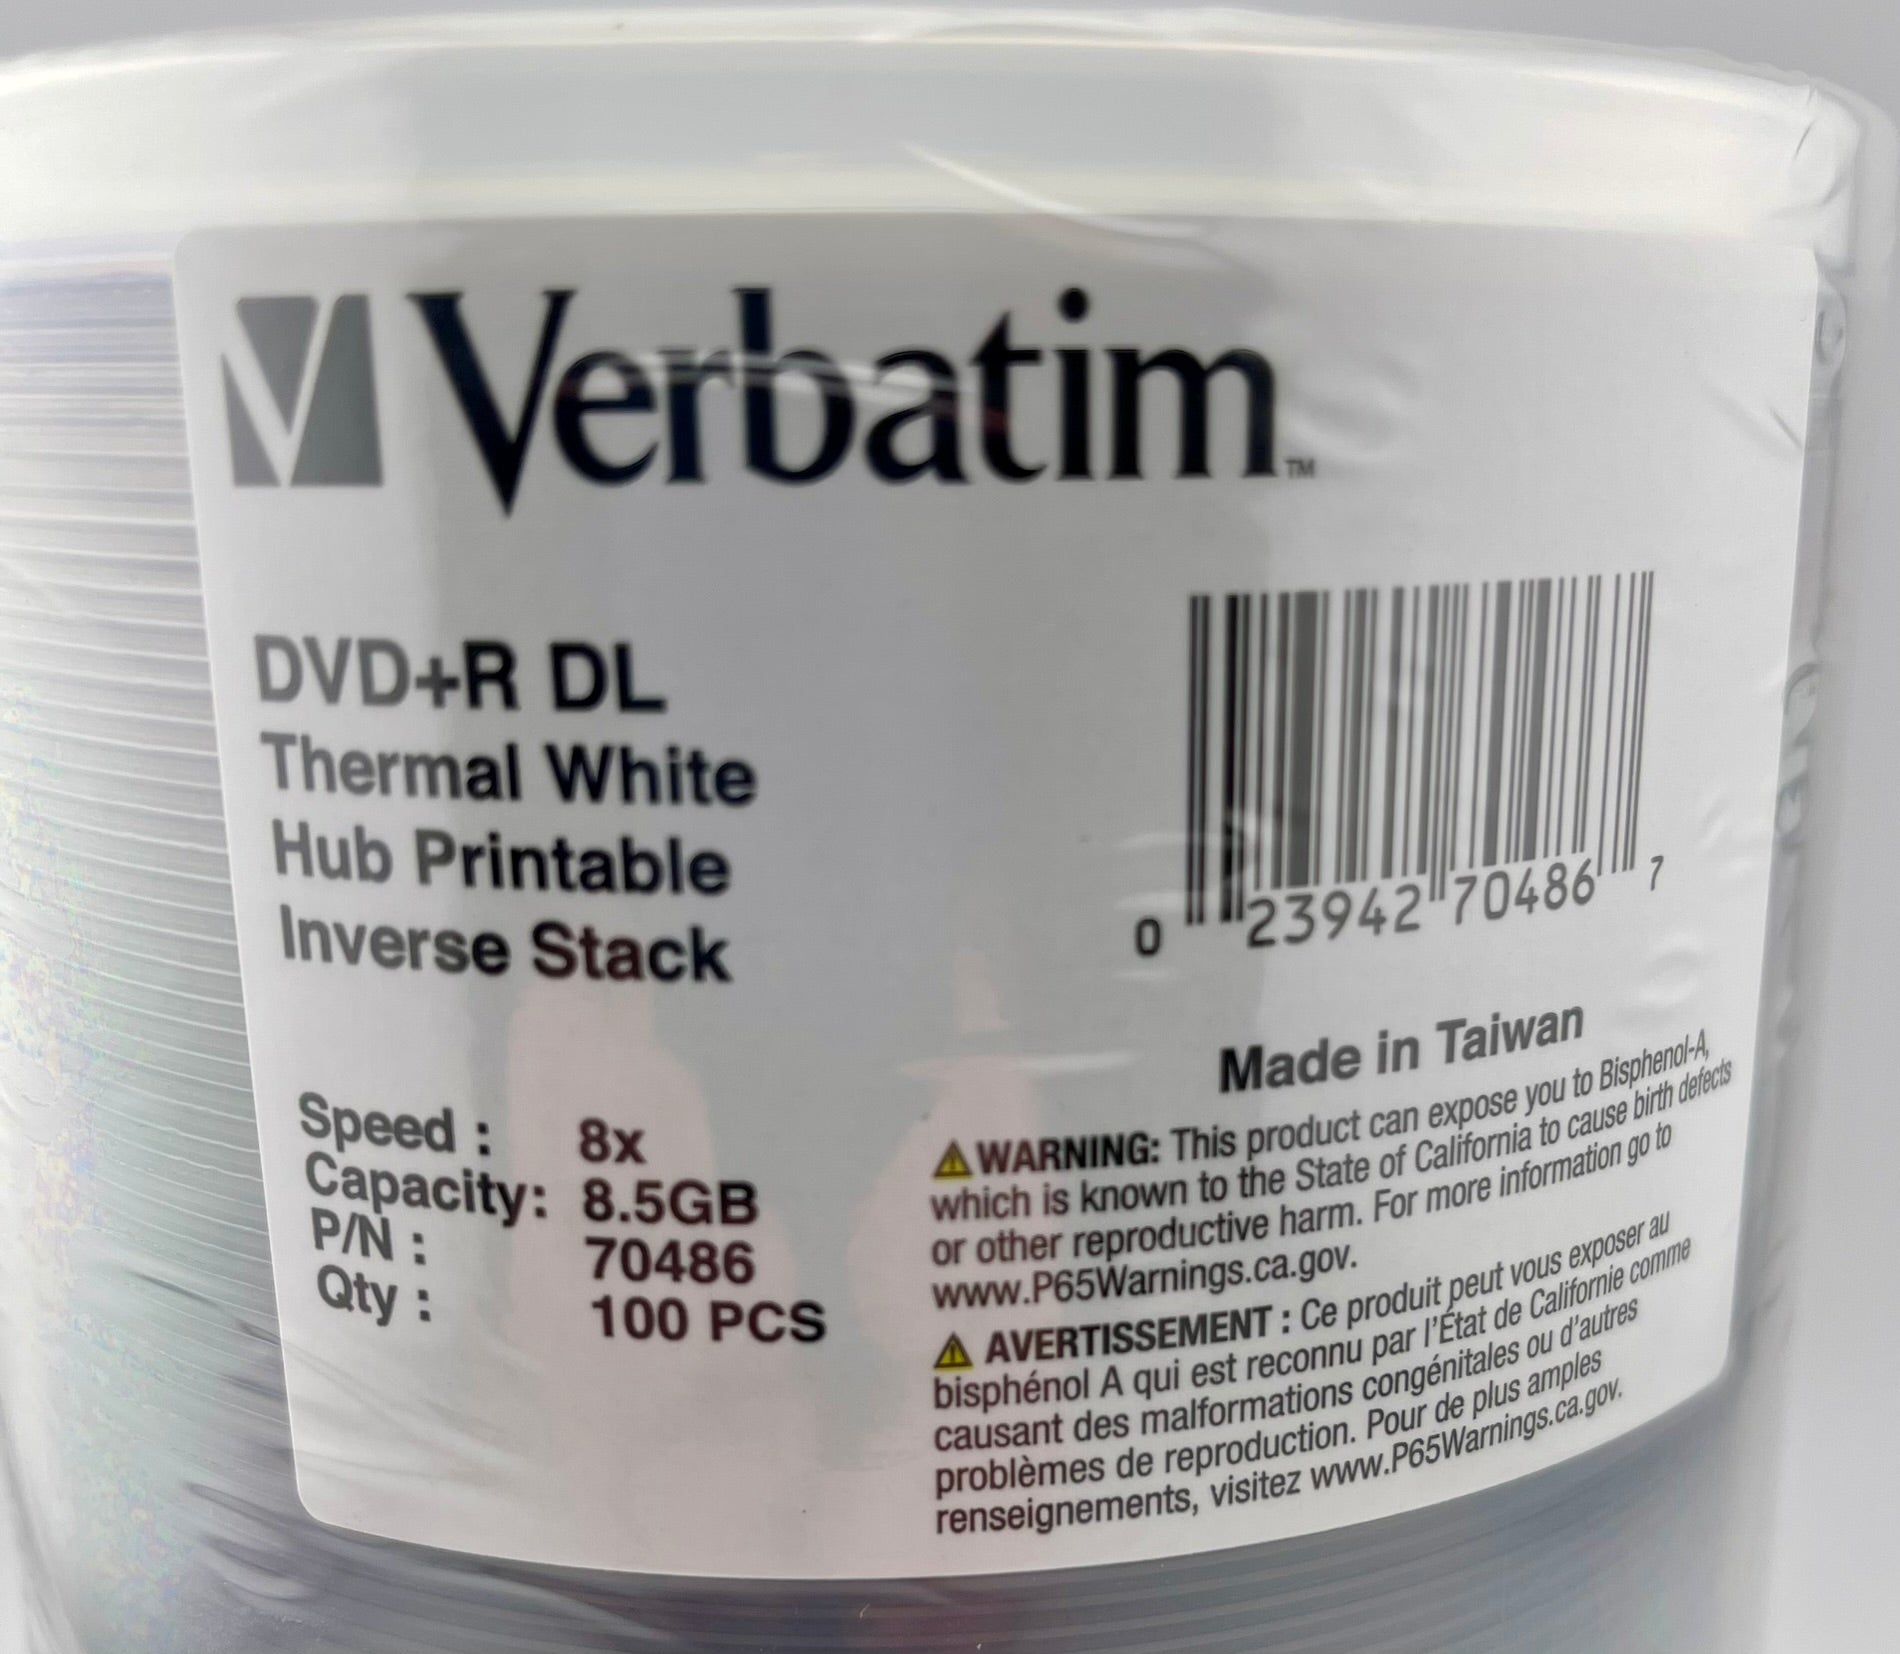 Verbatim™
DVD+R DL
Thermal White
Hub Printable
Inverse Stack
0 23942 70486 7
Made in Taiwan
Speed : 8x
Capacity: 8.5GB
P/N : 70486
Qty : 100 PCS
WARNING: This product can expose you to Bisphenol-A,
which is known to the State of California to cause birth defects
or other reproductive harm. For more information go to
www.P65Warnings.ca.gov.
AVERTISSEMENT : Ce produit peut vous exposer au
bisphénol A qui est reconnu par l'État de Californie comme
causant des malformations congénitales ou d'autres
problèmes de reproduction. Pour de plus amples
renseignements, visitez www.P65Warnings.ca.gov.